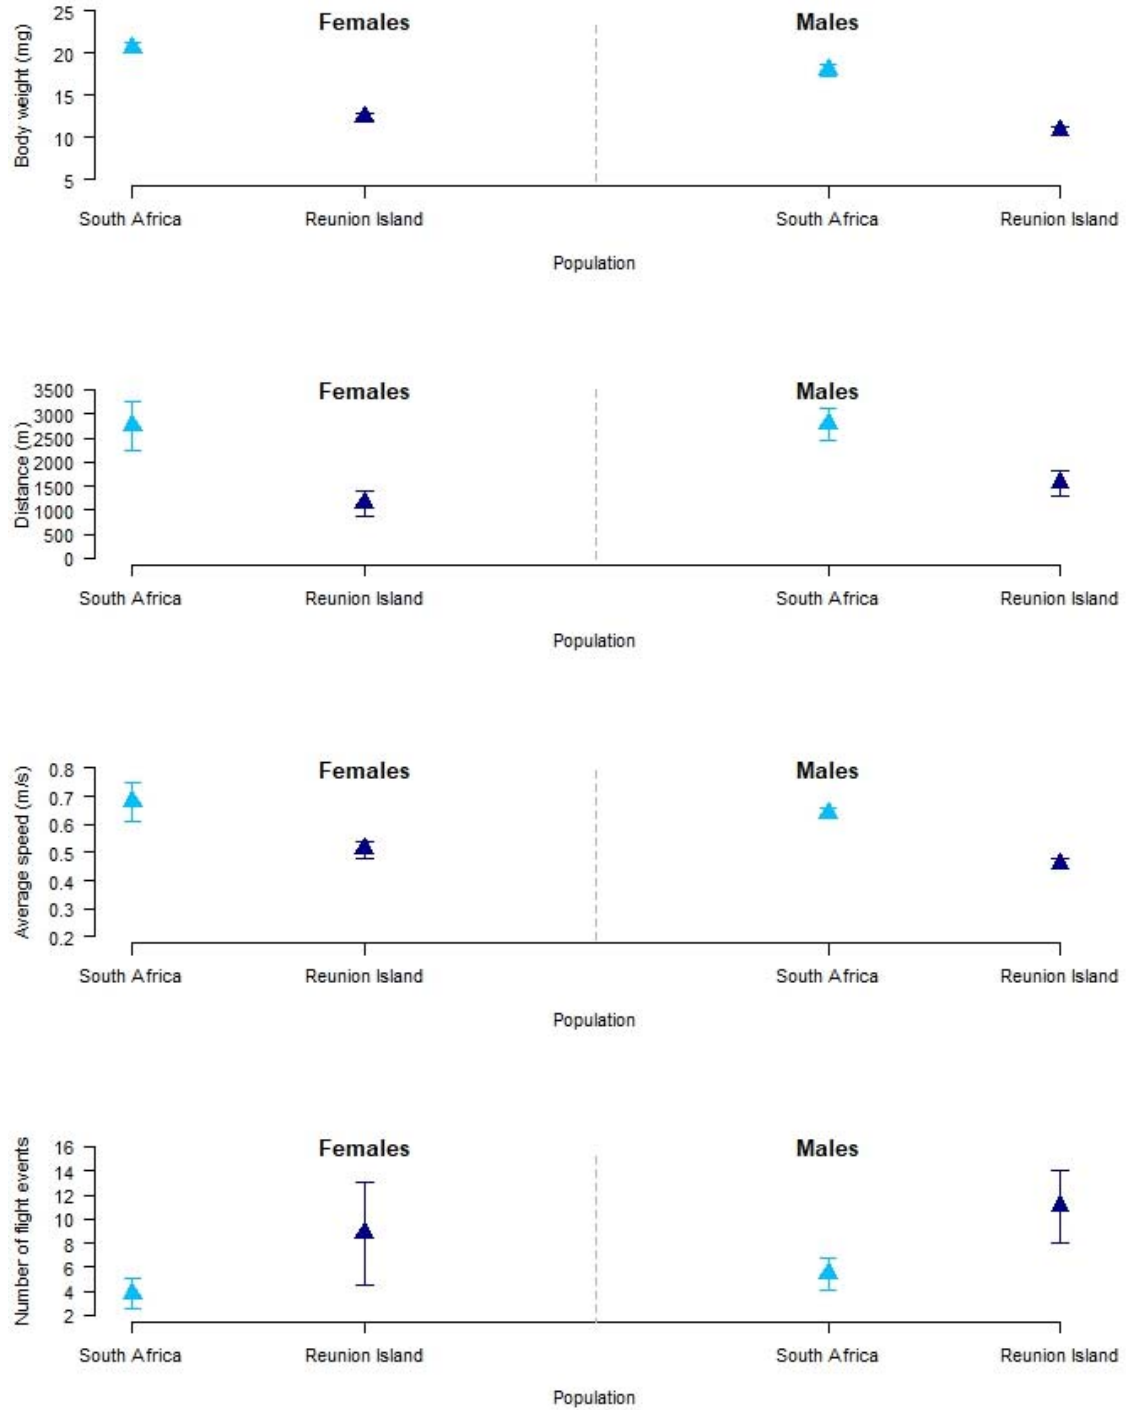 Females Males
Body weight (mg)
25
20
15
10
5
South Africa Reunion Island South Africa Reunion Island
Population
Females Males
Distance (m)
3500
3000
2500
2000
1500
1000
500
0
South Africa Reunion Island South Africa Reunion Island
Population
Females Males
Average speed (m/s)
0.8
0.7
0.6
0.5
0.4
0.3
0.2
South Africa Reunion Island South Africa Reunion Island
Population
Females Males
Number of flight events
16
14
12
10
8
6
4
2
South Africa Reunion Island South Africa Reunion Island
Population